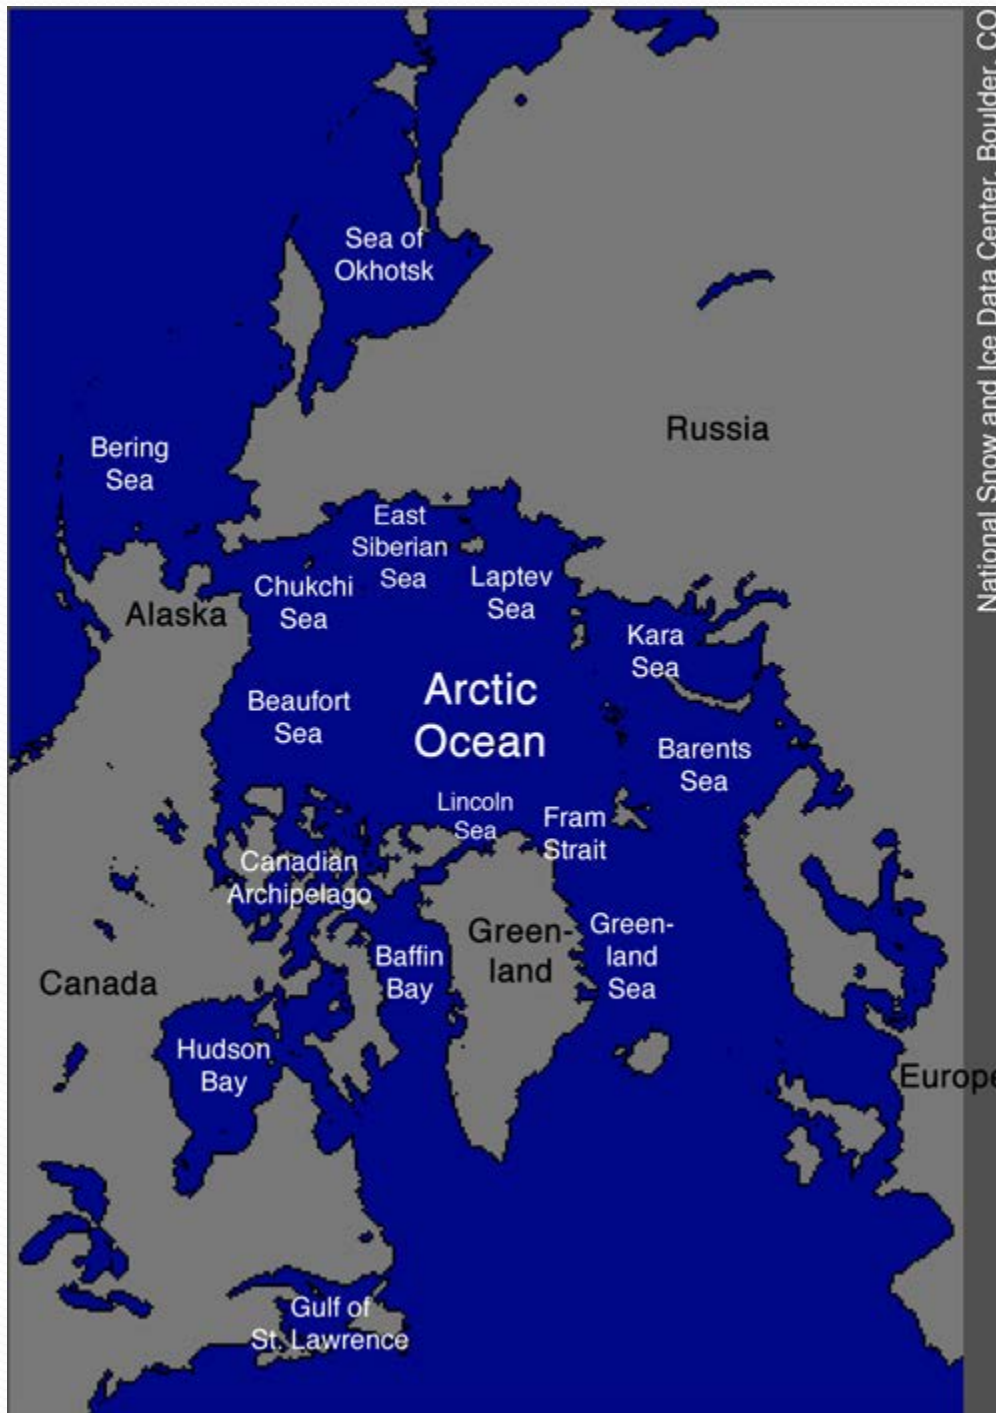 National Snow and Ice Data Center, Boulder, CO
Sea of
Okhotsk
Russia
Bering
Sea
East
Siberian
Sea
Chukchi
Sea
Laptev
Sea
Alaska
Kara
Sea
Arctic
Ocean
Beaufort
Sea
Barents
Sea
Lincoln
Sea
Fram
Strait
Canadian
Archipelago
Green-
land
Green-
land
Sea
Baffin
Bay
Canada
Hudson
Bay
Europe
Gulf of
St. Lawrence